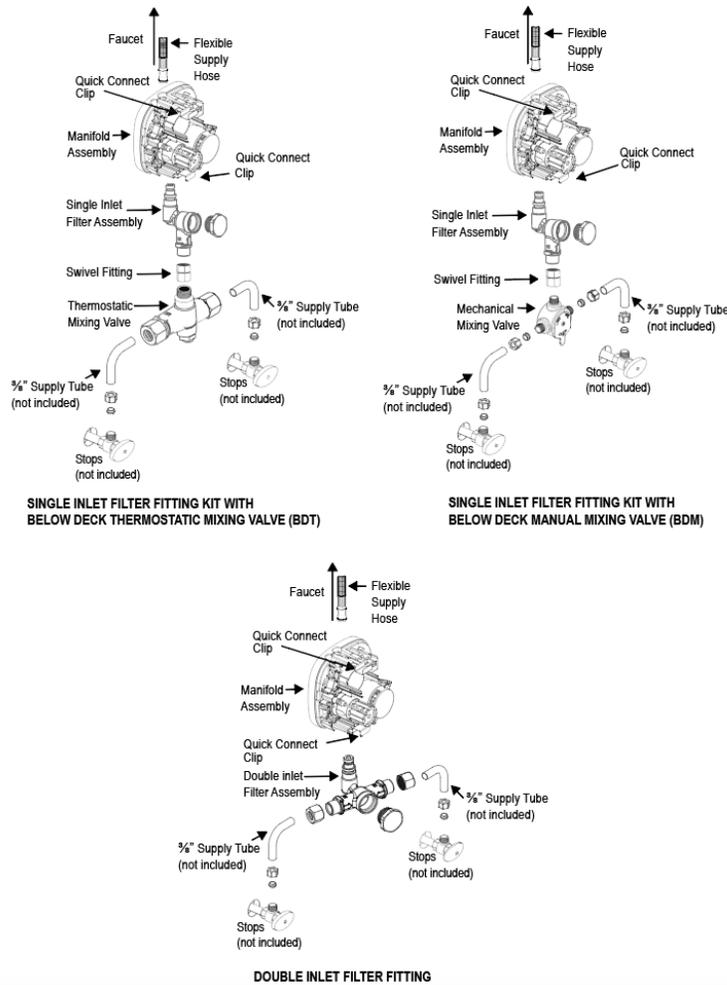 Faucet
Flexible
Supply
Hose
Quick Connect
Clip
Manifold
Assembly
Quick Connect
Clip
Single Inlet
Filter Assembly
Swivel Fitting
Thermostatic
Mixing Valve
⅜" Supply Tube
(not included)
⅜" Supply Tube
(not included)
Stops
(not included)
Stops
(not included)
SINGLE INLET FILTER FITTING KIT WITH
BELOW DECK THERMOSTATIC MIXING VALVE (BDT)
Faucet
Flexible
Supply
Hose
Quick Connect
Clip
Manifold
Assembly
Quick Connect
Clip
Single Inlet
Filter Assembly
Swivel Fitting
Mechanical
Mixing Valve
⅜" Supply Tube
(not included)
⅜" Supply Tube
(not included)
Stops
(not included)
Stops
(not included)
SINGLE INLET FILTER FITTING KIT WITH
BELOW DECK MANUAL MIXING VALVE (BDM)
Faucet
Flexible
Supply
Hose
Quick Connect
Clip
Manifold
Assembly
Quick Connect
Clip
Double inlet
Filter Assembly
⅜" Supply Tube
(not included)
⅜" Supply Tube
(not included)
Stops
(not included)
Stops
(not included)
DOUBLE INLET FILTER FITTING